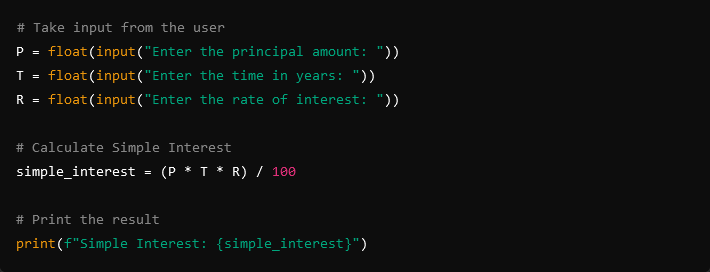 # Take input from the user
P = float(input("Enter the principal amount: "))
T = float(input("Enter the time in years: "))
R = float(input("Enter the rate of interest: "))
# Calculate Simple Interest
simple_interest = (P * T * R) / 100
# Print the result
print(f"Simple Interest: {simple_interest}")